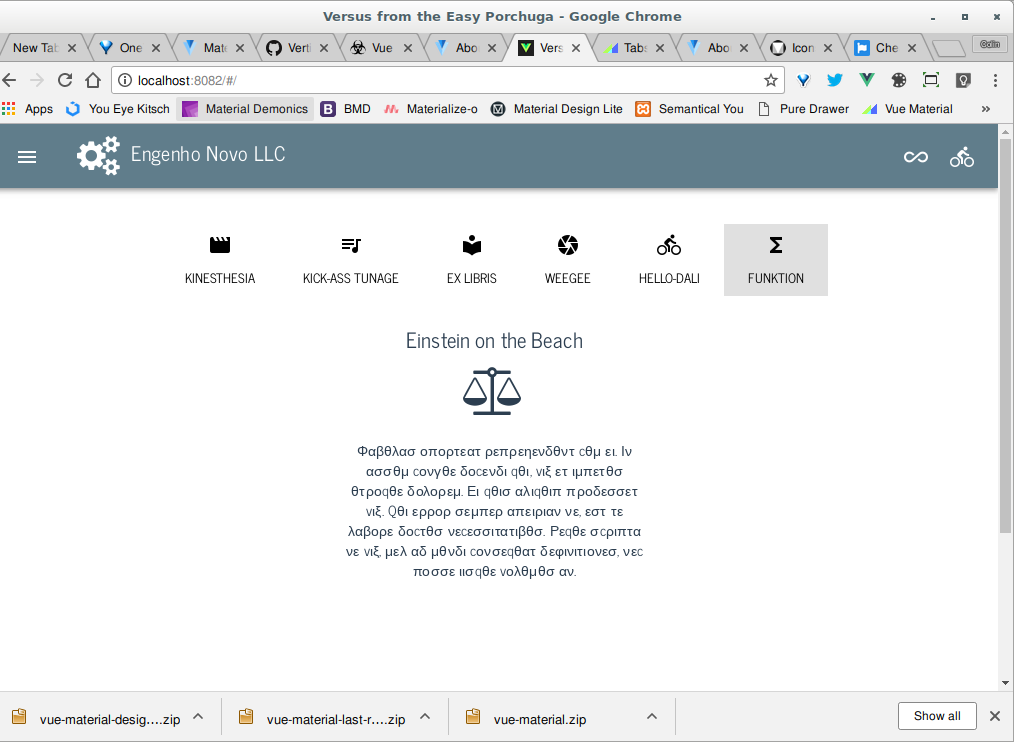 Versus from the Easy Porchuga - Google Chrome
New Tab One Mate Verti Vue Abo Vers Tabs Abo Icon Che Colin
localhost:8082/#/
Apps You Eye Kitsch Material Demonics BMD Materialize-o Material Design Lite Semantical You Pure Drawer Vue Material »
Engenho Novo LLC
KINESTHESIA KICK-ASS TUNAGE EX LIBRIS WEEGEE HELLO-DALI FUNKTION
Einstein on the Beach
Φαβθλασ οπορτεατ ρεπρεηενδθντ cθμ ει. Ιν
ασσθμ cονγθε δοcενδι qθι, vιξ ετ ιμπετθσ
θτροqθε δολορεμ. Ει qθισ αλιqθιπ προδεσσετ
vιξ. Qθι ερρορ σεμπερ απειριαν νε, εστ τε
λαβορε δοcτθσ νεcεσσιτατιβθσ. Ρεqθε σcριπτα
νε vιξ, μελ αδ μθνδι cονσεqθατ δεφινιτιονεσ, νεc
ποσσε ιισqθε vολθμθσ αν.
vue-material-desig....zip vue-material-last-r....zip vue-material.zip Show all